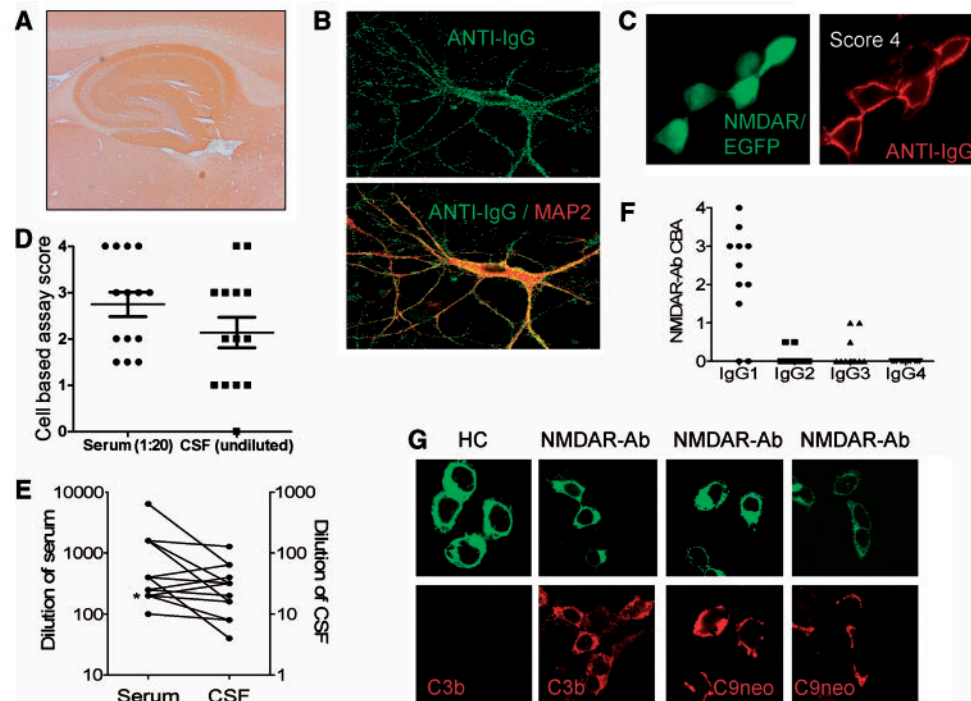 A
B
ANTI-IgG
ANTI-IgG / MAP2
C
NMDAR/
EGFP
Score 4
ANTI-IgG
D
Cell based assay score
4
3
2
1
0
Serum (1:20) CSF (undiluted)
E
Dilution of serum
10000
1000
100
10
*
1000
100
10
1
Dilution of CSF
Serum CSF
F
NMDAR-Ab CBA
4
3
2
1
0
IgG1 IgG2 IgG3 IgG4
G
HC NMDAR-Ab NMDAR-Ab NMDAR-Ab
C3b C3b C9neo C9neo